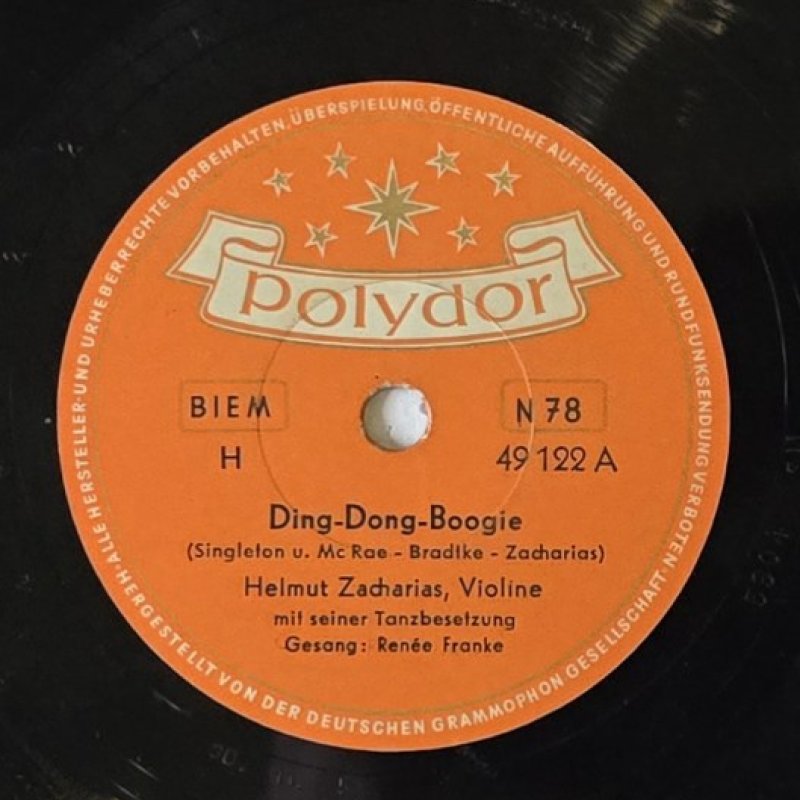 ALLE HERSTELLER- UND URHEBERRECHTE VORBEHALTEN. ÜBERSPIELUNG, ÖFFENTLICHE AUFFÜHRUNG UND RUNDFUNKSENDUNG VERBOTEN
polydor
BIEM
N 78
H
49 122 A
Ding-Dong-Boogie
(Singleton u. Mc Rae - Bradtke - Zacharias)
Helmut Zacharias, Violine
mit seiner Tanzbesetzung
Gesang: Renée Franke
HERGESTELLT VON DER DEUTSCHEN GRAMMOPHON GESELLSCHAFT